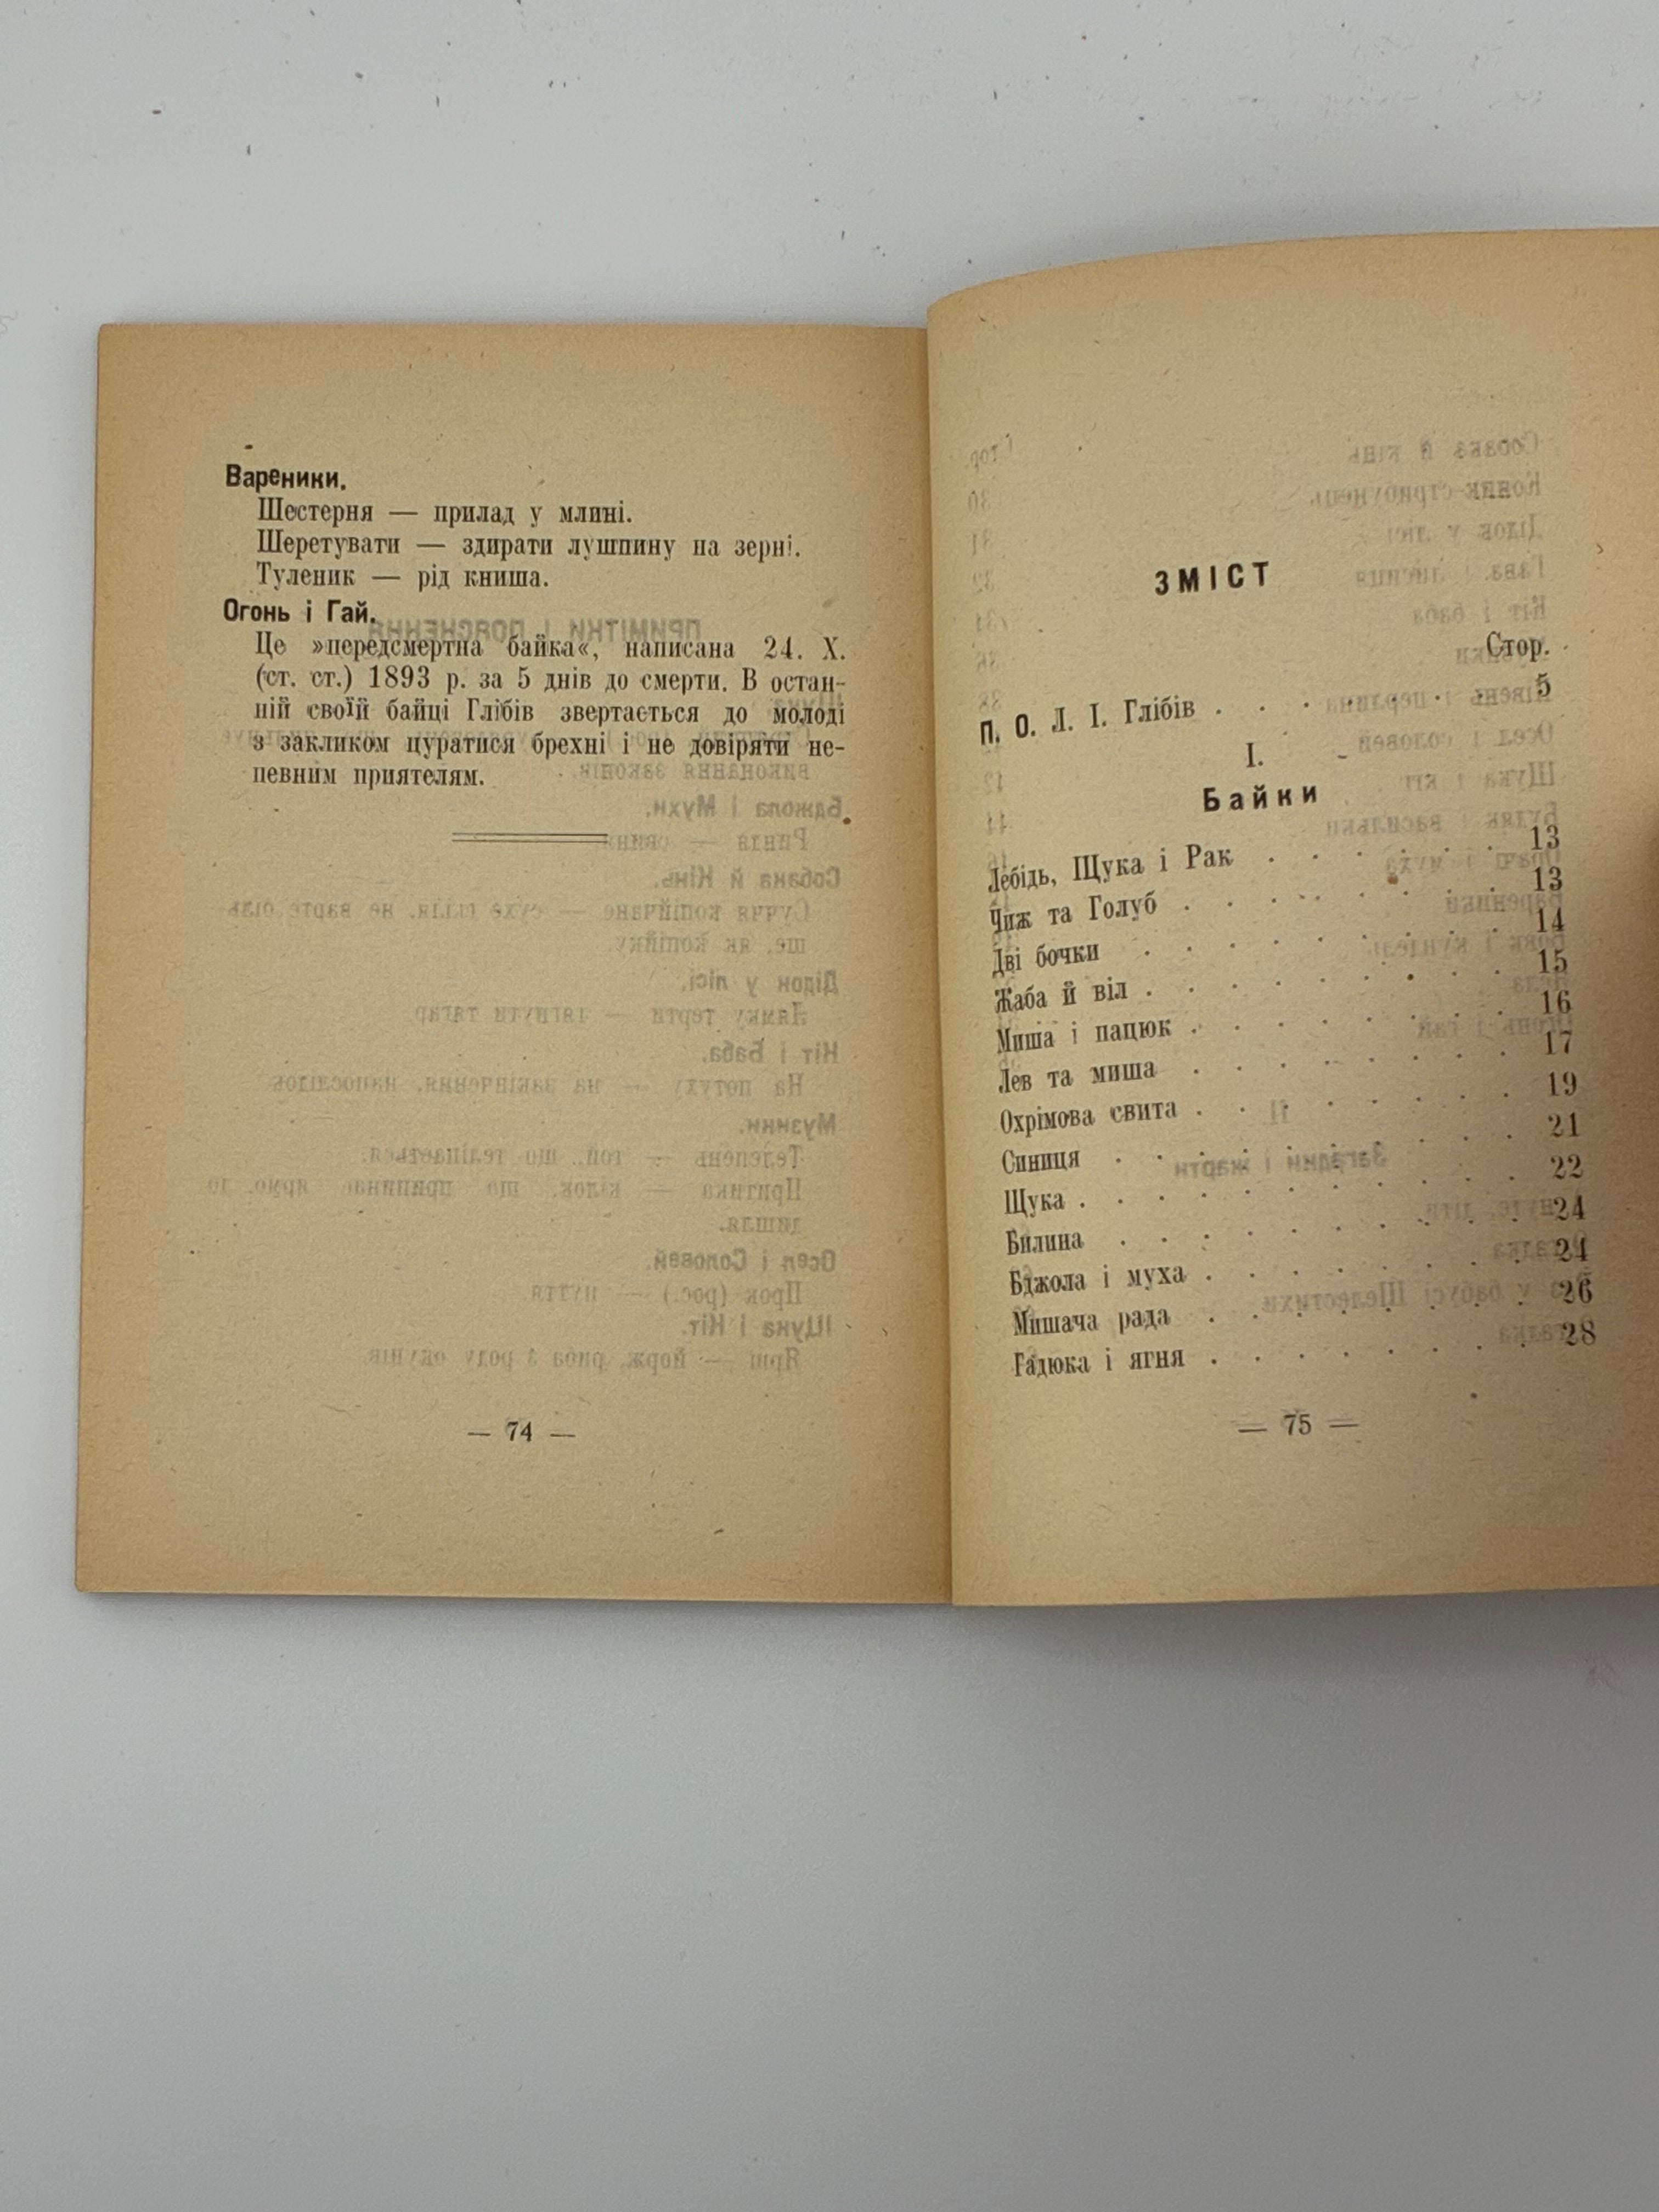 Вареники.
Шестерня — прилад у млині.
Шеретувати — здирати лушпину на зерні.
Туленик — рід книша.
Огонь і Гай.
Це »передсмертна байка«, написана 24. X.
(ст. ст.) 1893 р. за 5 днів до смерти. В остан-
ній своїй байці Глібів звертається до молоді
з закликом цуратися брехні і не довіряти не-
певним приятелям.
— 74 —
ЗМІСТ
Стор.
П. О. Л. І. Глібів . . . . . . 5
I.
Байки
Лебідь, Щука і Рак . . . . . . 13
Чиж та Голуб . . . . . . . . 13
Дві бочки . . . . . . . . . 14
Жаба й віл . . . . . . . . . 15
Миша і пацюк . . . . . . . . 16
Лев та миша . . . . . . . . 17
Охрімова свита . . . . . . . . 19
Синиця . . . . . . . . . . 21
Щука . . . . . . . . . . . 22
Билина . . . . . . . . . . 24
Бджола і муха . . . . . . . . 24
Мишача рада . . . . . . . . 26
Гадюка і ягня . . . . . . . . 28
— 75 —